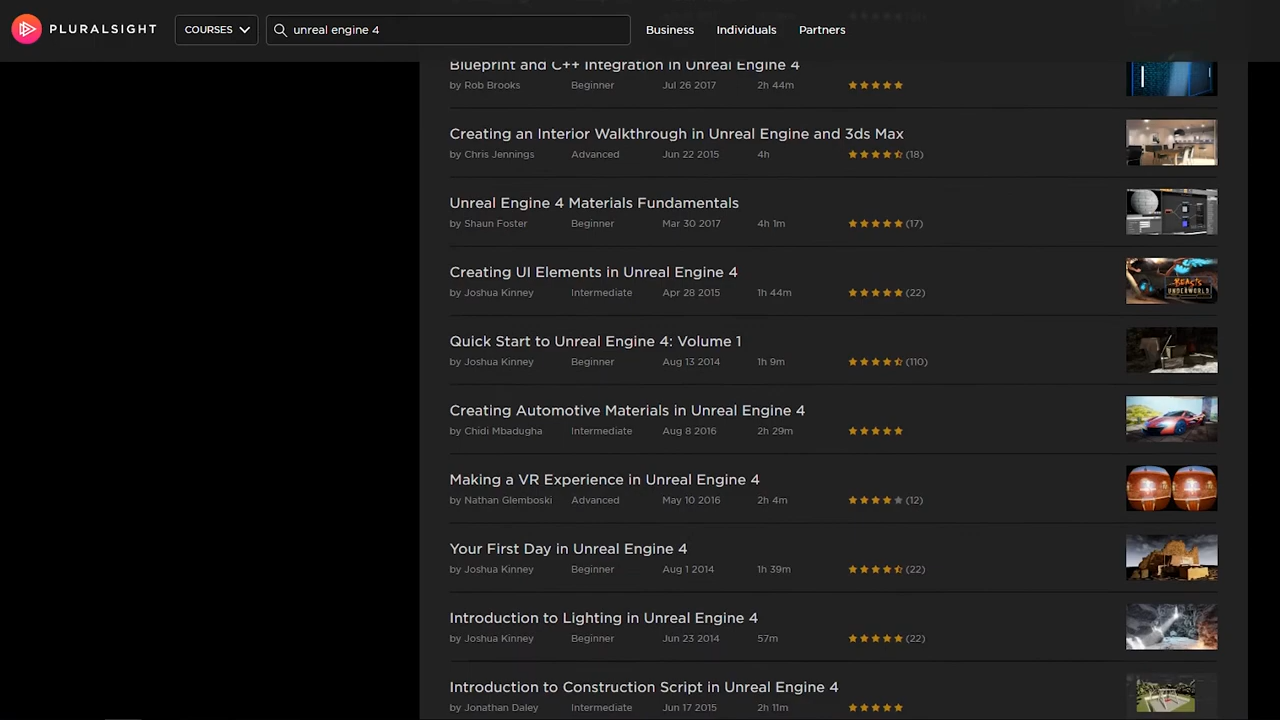 PLURALSIGHT COURSES unreal engine 4 Business Individuals Partners
Blueprint and C++ Integration in Unreal Engine 4
by Rob Brooks Beginner Jul 26 2017 2h 44m
Creating an Interior Walkthrough in Unreal Engine and 3ds Max
by Chris Jennings Advanced Jun 22 2015 4h (18)
Unreal Engine 4 Materials Fundamentals
by Shaun Foster Beginner Mar 30 2017 4h 1m (17)
Creating UI Elements in Unreal Engine 4
by Joshua Kinney Intermediate Apr 28 2015 1h 44m (22)
Quick Start to Unreal Engine 4: Volume 1
by Joshua Kinney Beginner Aug 13 2014 1h 9m (110)
Creating Automotive Materials in Unreal Engine 4
by Chidi Mbadugha Intermediate Aug 8 2016 2h 29m
Making a VR Experience in Unreal Engine 4
by Nathan Glemboski Advanced May 10 2016 2h 4m (12)
Your First Day in Unreal Engine 4
by Joshua Kinney Beginner Aug 1 2014 1h 39m (22)
Introduction to Lighting in Unreal Engine 4
by Joshua Kinney Beginner Jun 23 2014 57m (22)
Introduction to Construction Script in Unreal Engine 4
by Jonathan Daley Intermediate Jun 17 2015 2h 11m